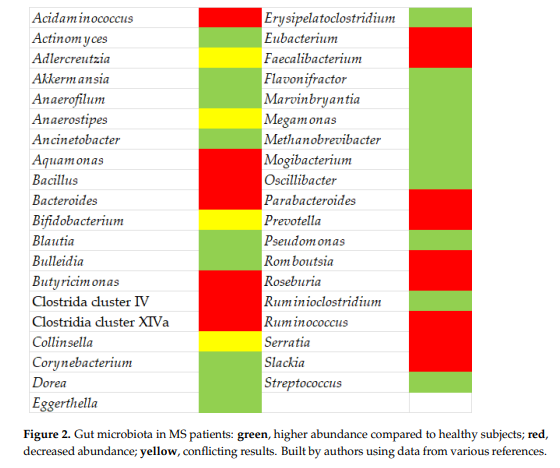 Acidaminococcus Erysipelatoclostridium
Actinomyces Eubacterium
Adlercreutzia Faecalibacterium
Akkermansia Flavonifractor
Anaerofilum Marvinbryantia
Anaerostipes Megamonas
Ancinetobacter Methanobrevibacter
Aquamonas Mogibacterium
Bacillus Oscillibacter
Bacteroides Parabacteroides
Bifidobacterium Prevotella
Blautia Pseudomonas
Bulleidia Romboutsia
Butyricimonas Roseburia
Clostrida cluster IV Ruminioclostridium
Clostridia cluster XIVa Ruminococcus
Collinsella Serratia
Corynebacterium Slackia
Dorea Streptococcus
Eggerthella
Figure 2. Gut microbiota in MS patients: green, higher abundance compared to healthy subjects; red,
decreased abundance; yellow, conflicting results. Built by authors using data from various references.